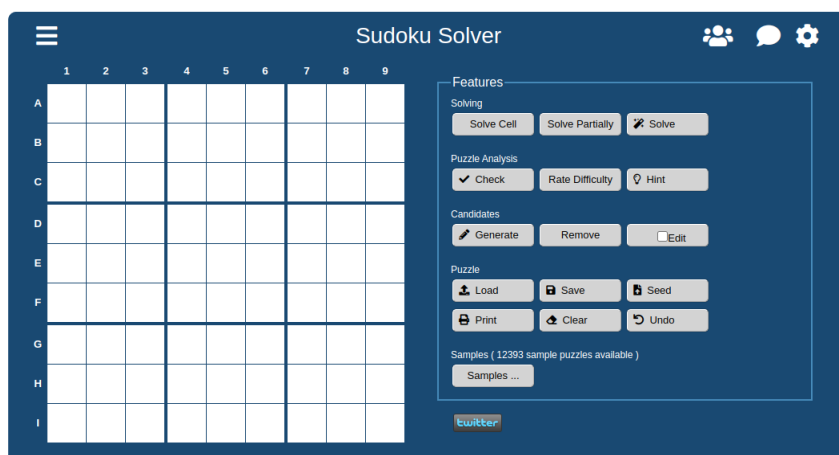 Sudoku Solver
1 2 3 4 5 6 7 8 9
A
B
C
D
E
F
G
H
I
Features
Solving
Solve Cell Solve Partially Solve
Puzzle Analysis
Check Rate Difficulty Hint
Candidates
Generate Remove Edit
Puzzle
Load Save Seed
Print Clear Undo
Samples ( 12393 sample puzzles available )
Samples ...
twitter